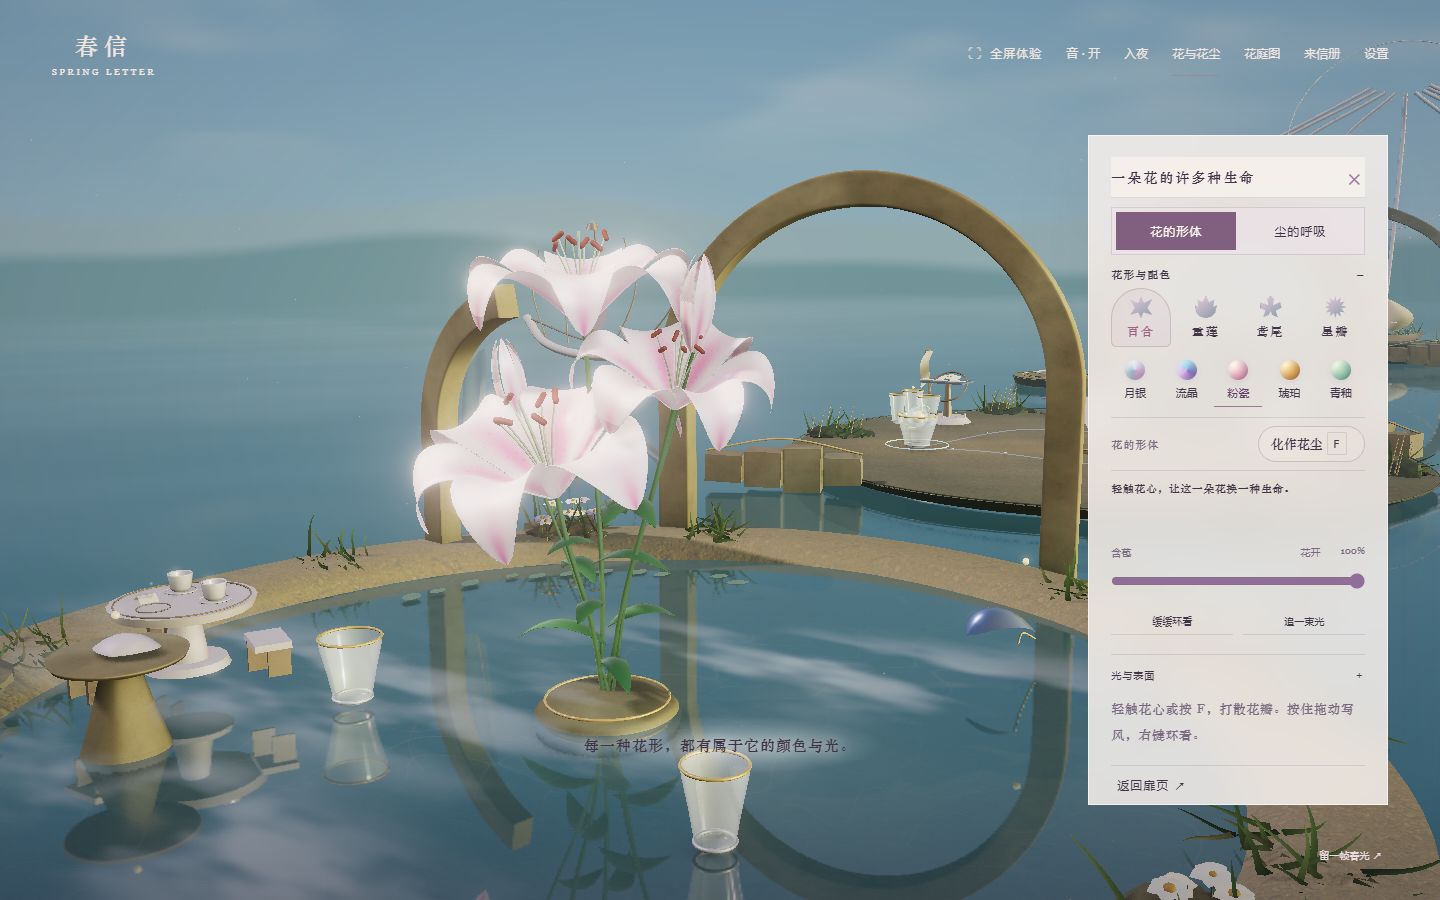 春信
SPRING LETTER
全屏体验 音·开 入夜 花与花尘 花庭图 来信册 设置
一朵花的许多种生命
花的形体 尘的呼吸
花形与配色
百合 重莲 鸢尾 星瓣
月银 流晶 粉瓷 琥珀 青釉
花的形体 化作花尘 F
轻触花心，让这一朵花换一种生命。
含苞 花开 100%
缓缓环看 追一束光
光与表面 +
轻触花心或按 F，打散花瓣。按住拖动写
风，右键环看。
返回扉页 ↗
每一种花形，都有属于它的颜色与光。
留一帧春光 ↗